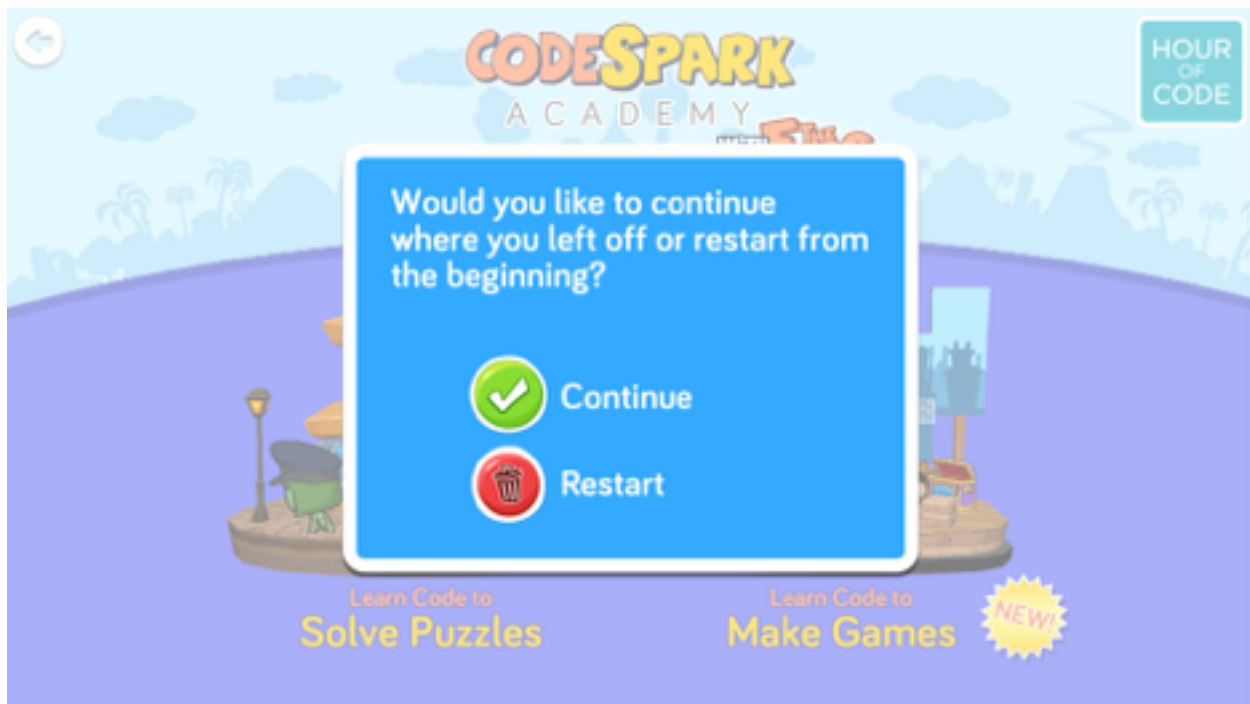 CODESPARK
ACADEMY
HOUR
OF
CODE
Would you like to continue
where you left off or restart from
the beginning?
Continue
Restart
Learn Code to
Solve Puzzles
Learn Code to
Make Games
NEW!